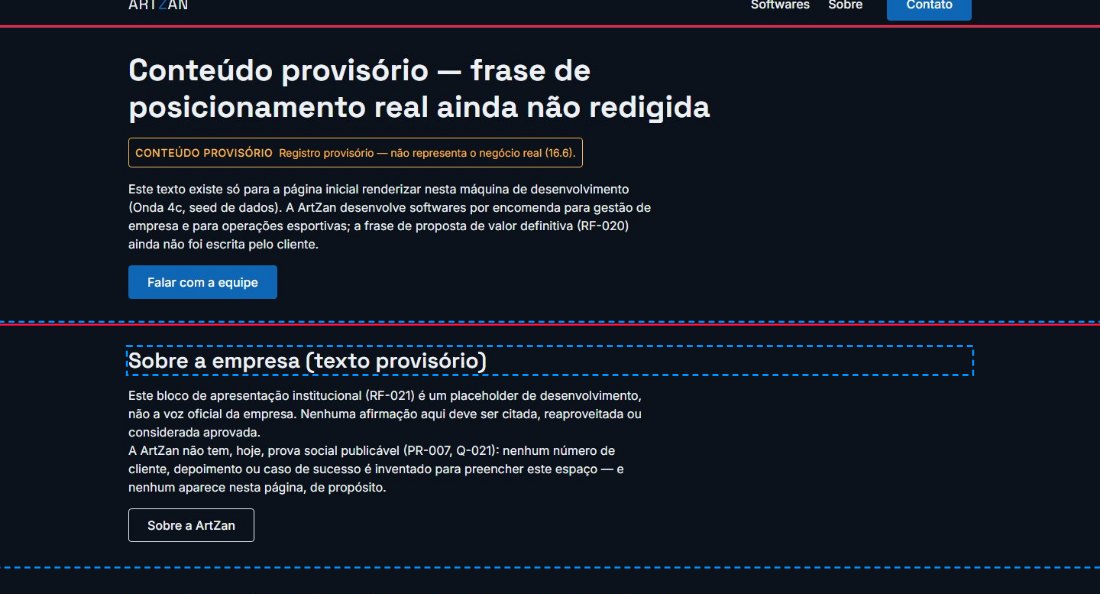 ARTZAN
Softwares Sobre Contato
Conteúdo provisório — frase de
posicionamento real ainda não redigida
CONTEÚDO PROVISÓRIO Registro provisório — não representa o negócio real (16.6).
Este texto existe só para a página inicial renderizar nesta máquina de desenvolvimento
(Onda 4c, seed de dados). A ArtZan desenvolve softwares por encomenda para gestão de
empresa e para operações esportivas; a frase de proposta de valor definitiva (RF-020)
ainda não foi escrita pelo cliente.
Falar com a equipe
Sobre a empresa (texto provisório)
Este bloco de apresentação institucional (RF-021) é um placeholder de desenvolvimento,
não a voz oficial da empresa. Nenhuma afirmação aqui deve ser citada, reaproveitada ou
considerada aprovada.
A ArtZan não tem, hoje, prova social publicável (PR-007, Q-021): nenhum número de
cliente, depoimento ou caso de sucesso é inventado para preencher este espaço — e
nenhum aparece nesta página, de propósito.
Sobre a ArtZan